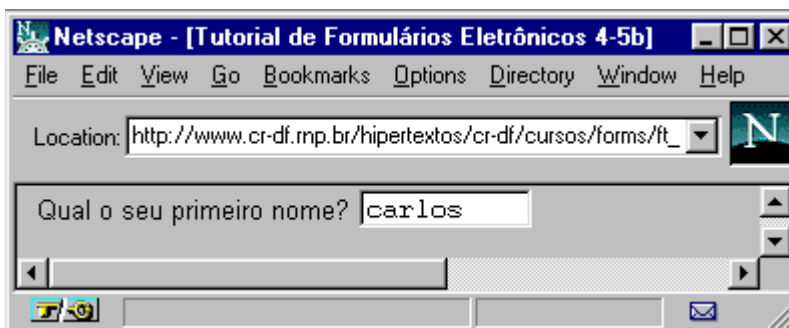 Netscape - [Tutorial de Formulários Eletrônicos 4-5b]
File Edit View Go Bookmarks Options Directory Window Help
Location: http://www.cr-df.rnp.br/hipertextos/cr-df/cursos/forms/ft_ N
Qual o seu primeiro nome? carlos